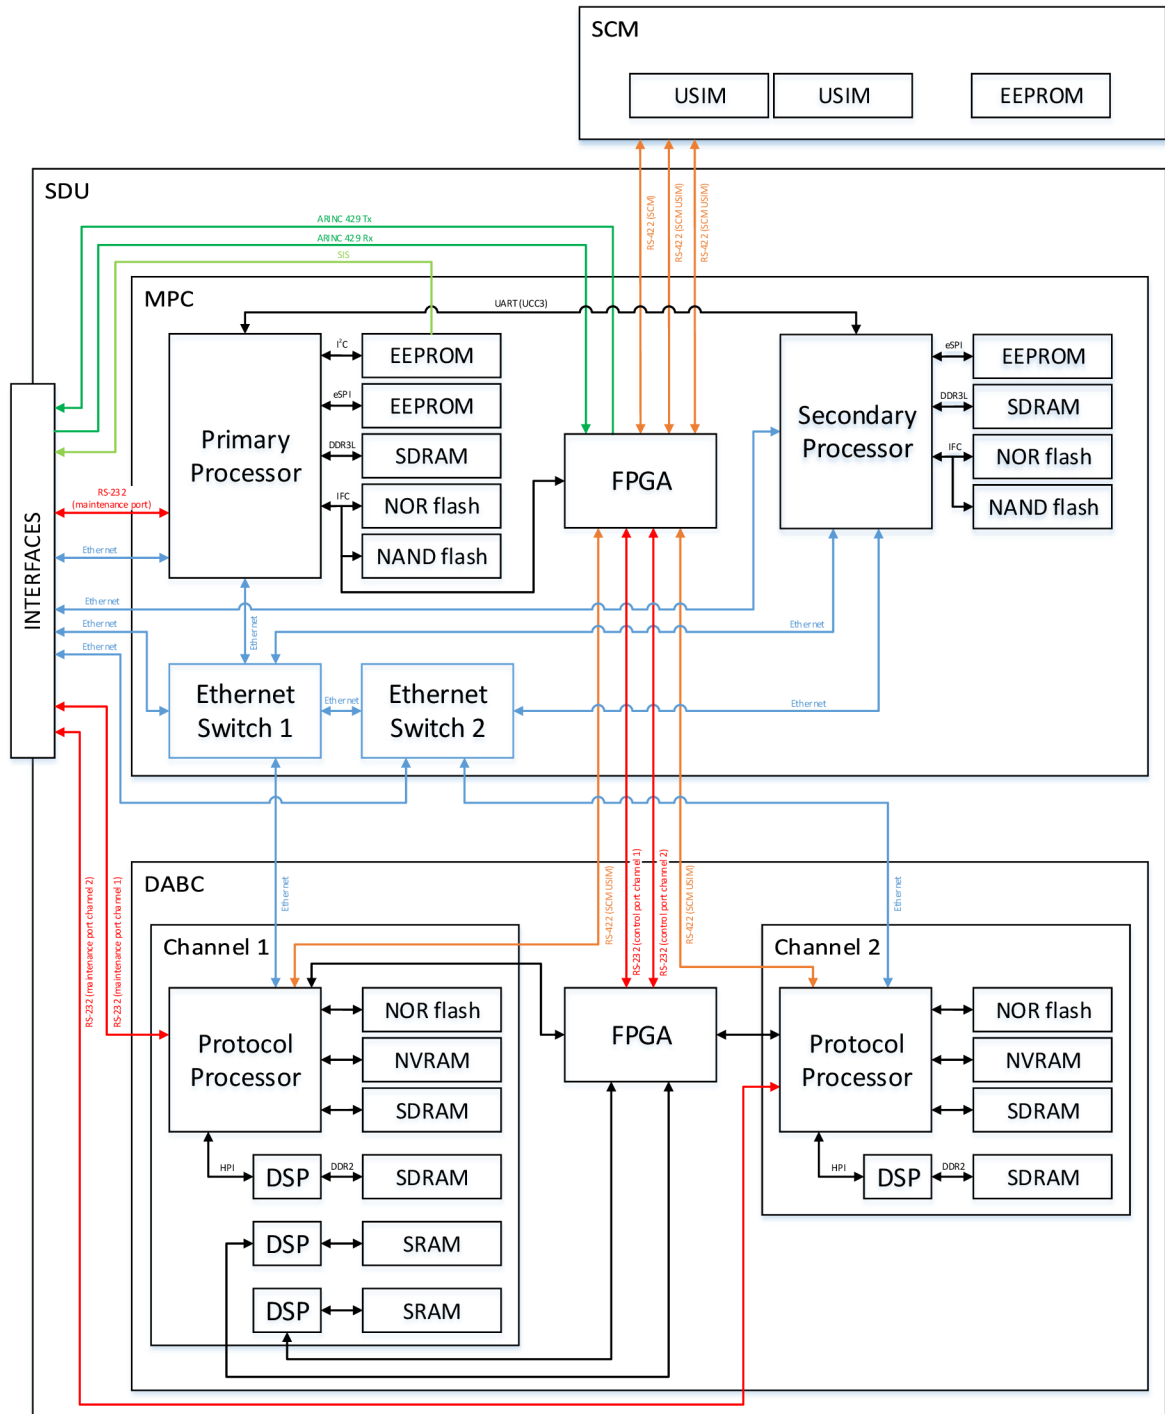 SCM
USIM
USIM
EEPROM
RS-422 (SCM)
RS-422 (SCM USIM)
RS-422 (SCM USIM)
SDU
ARINC 429 Tx
ARINC 429 Rx
SIS
MPC
UART (UCC3)
Primary
Processor
I²C
EEPROM
eSPI
EEPROM
DDR3L
SDRAM
IFC
NOR flash
NAND flash
FPGA
Secondary
Processor
eSPI
EEPROM
DDR3L
SDRAM
IFC
NOR flash
NAND flash
INTERFACES
RS-232
(maintenance port)
Ethernet
Ethernet
Ethernet
Ethernet
Ethernet
Ethernet
Ethernet
Switch 1
Ethernet
Ethernet
Switch 2
Ethernet
RS-232 (maintenance port channel 2)
RS-232 (maintenance port channel 1)
Ethernet
RS-422 (SCM USIM)
RS-232 (control port channel 1)
RS-232 (control port channel 2)
RS-422 (SCM USIM)
Ethernet
DABC
Channel 1
Protocol
Processor
NOR flash
NVRAM
SDRAM
HPI
DSP
DDR2
SDRAM
DSP
SRAM
DSP
SRAM
FPGA
Channel 2
Protocol
Processor
NOR flash
NVRAM
SDRAM
HPI
DSP
DDR2
SDRAM